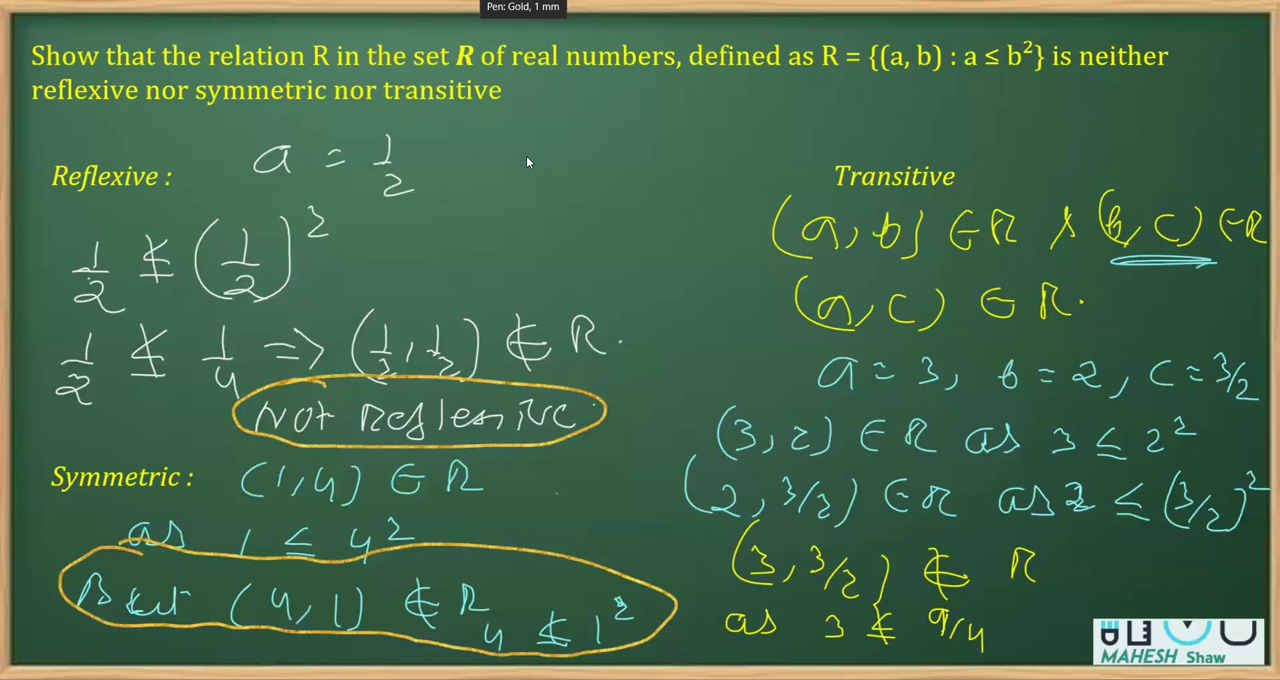 Pen: Gold, 1 mm
Show that the relation R in the set R of real numbers, defined as R = {(a, b) : a ≤ b²} is neither
reflexive nor symmetric nor transitive
Reflexive :
a = 1/2
1/2 ≰ (1/2)²
1/2 ≰ 1/4 => (1/2, 1/2) ∉ R.
Not Reflexive
Symmetric :
(1, 4) ∈ R
as 1 ≤ 4²
But (4, 1) ∉ R 4 ≰ 1²
Transitive
(a, b) ∈ R & (b, c) ∈ R
(a, c) ∈ R.
a = 3, b = 2, c = 3/2
(3, 2) ∈ R as 3 ≤ 2²
(2, 3/2) ∈ R as 2 ≤ (3/2)²
(3, 3/2) ∉ R
as 3 ≰ 9/4
MAHESH Shaw